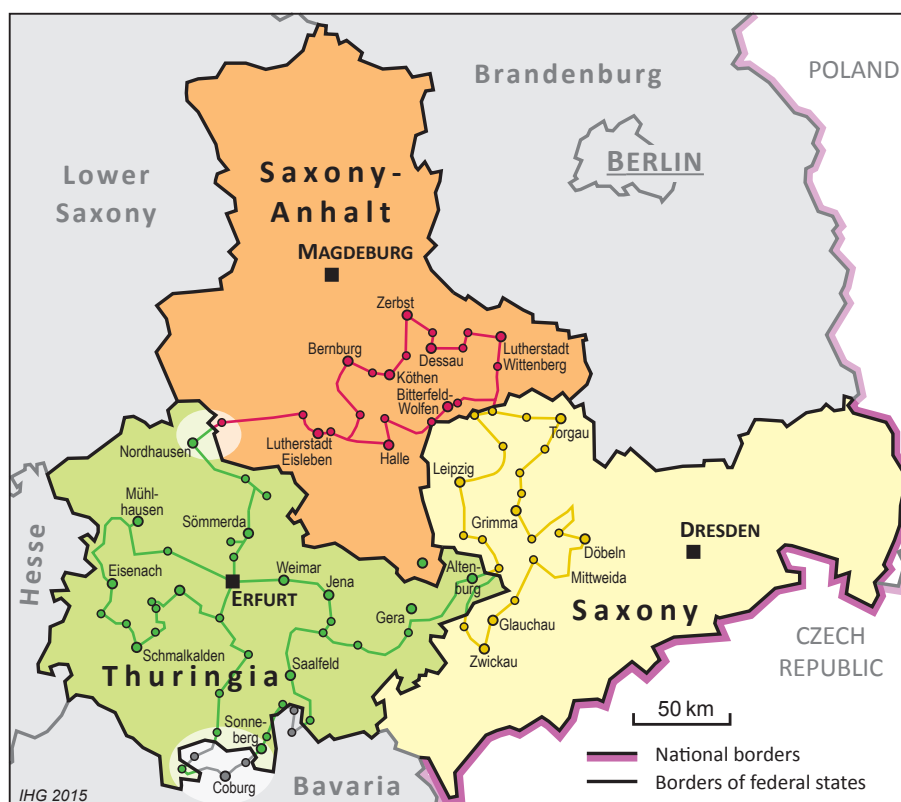 Brandenburg
POLAND
BERLIN
Lower
Saxony
Saxony-
Anhalt
MAGDEBURG
Zerbst
Bernburg
Dessau
Lutherstadt
Wittenberg
Köthen
Bitterfeld-
Wolfen
Lutherstadt
Eisleben
Halle
Torgau
Nordhausen
Leipzig
Mühl-
hausen
Sömmerda
Grimma
DRESDEN
Hesse
Eisenach
Weimar
Jena
Alten-
burg
Döbeln
Mittweida
ERFURT
Gera
Glauchau
Saxony
Schmalkalden
Saalfeld
Zwickau
CZECH
REPUBLIC
Thuringia
Sonne-
berg
50 km
National borders
Coburg
Bavaria
Borders of federal states
IHG 2015